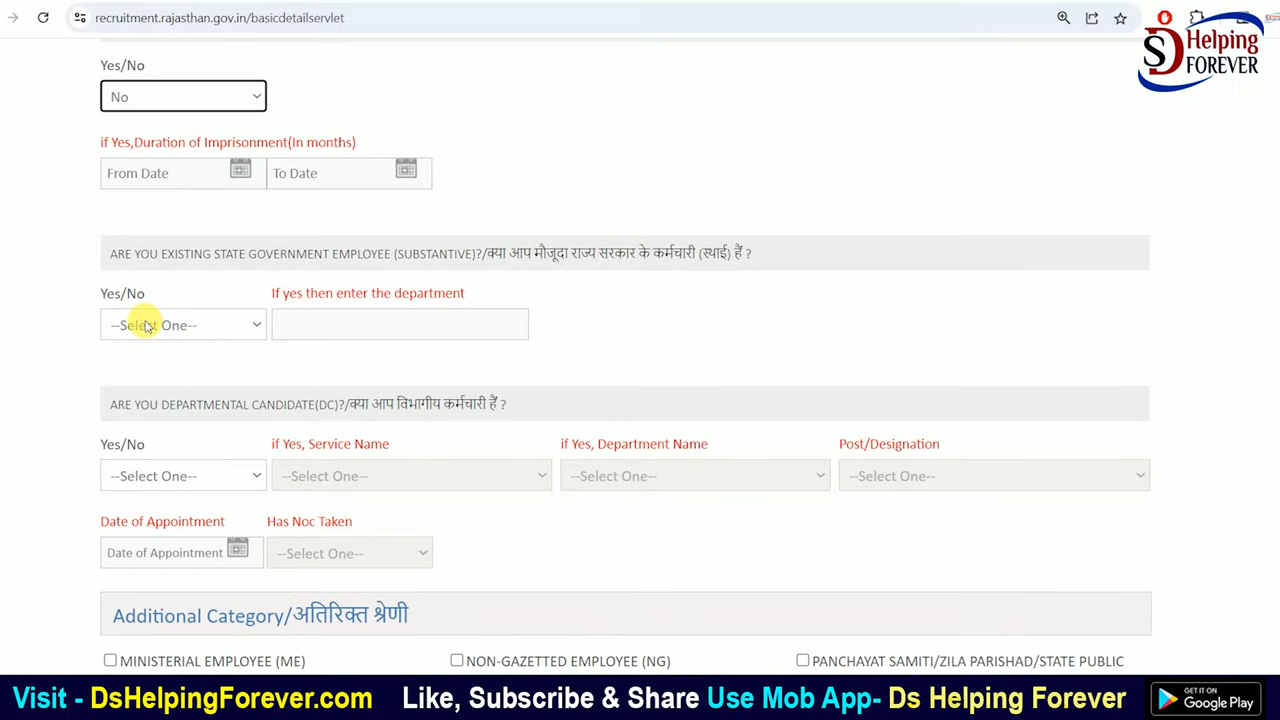 recruitment.rajasthan.gov.in/basicdetailservlet
DS Helping
FOREVER
Yes/No
No
if Yes,Duration of Imprisonment(In months)
From Date To Date
ARE YOU EXISTING STATE GOVERNMENT EMPLOYEE (SUBSTANTIVE)?/क्या आप मौजूदा राज्य सरकार के कर्मचारी (स्थाई) हैं ?
Yes/No If yes then enter the department
--Select One--
ARE YOU DEPARTMENTAL CANDIDATE(DC)?/क्या आप विभागीय कर्मचारी हैं ?
Yes/No if Yes, Service Name if Yes, Department Name Post/Designation
--Select One-- --Select One-- --Select One-- --Select One--
Date of Appointment Has Noc Taken
Date of Appointment --Select One--
Additional Category/अतिरिक्त श्रेणी
MINISTERIAL EMPLOYEE (ME) NON-GAZETTED EMPLOYEE (NG) PANCHAYAT SAMITI/ZILA PARISHAD/STATE PUBLIC
Visit - DsHelpingForever.com Like, Subscribe & Share Use Mob App- Ds Helping Forever GET IT ON Google Play